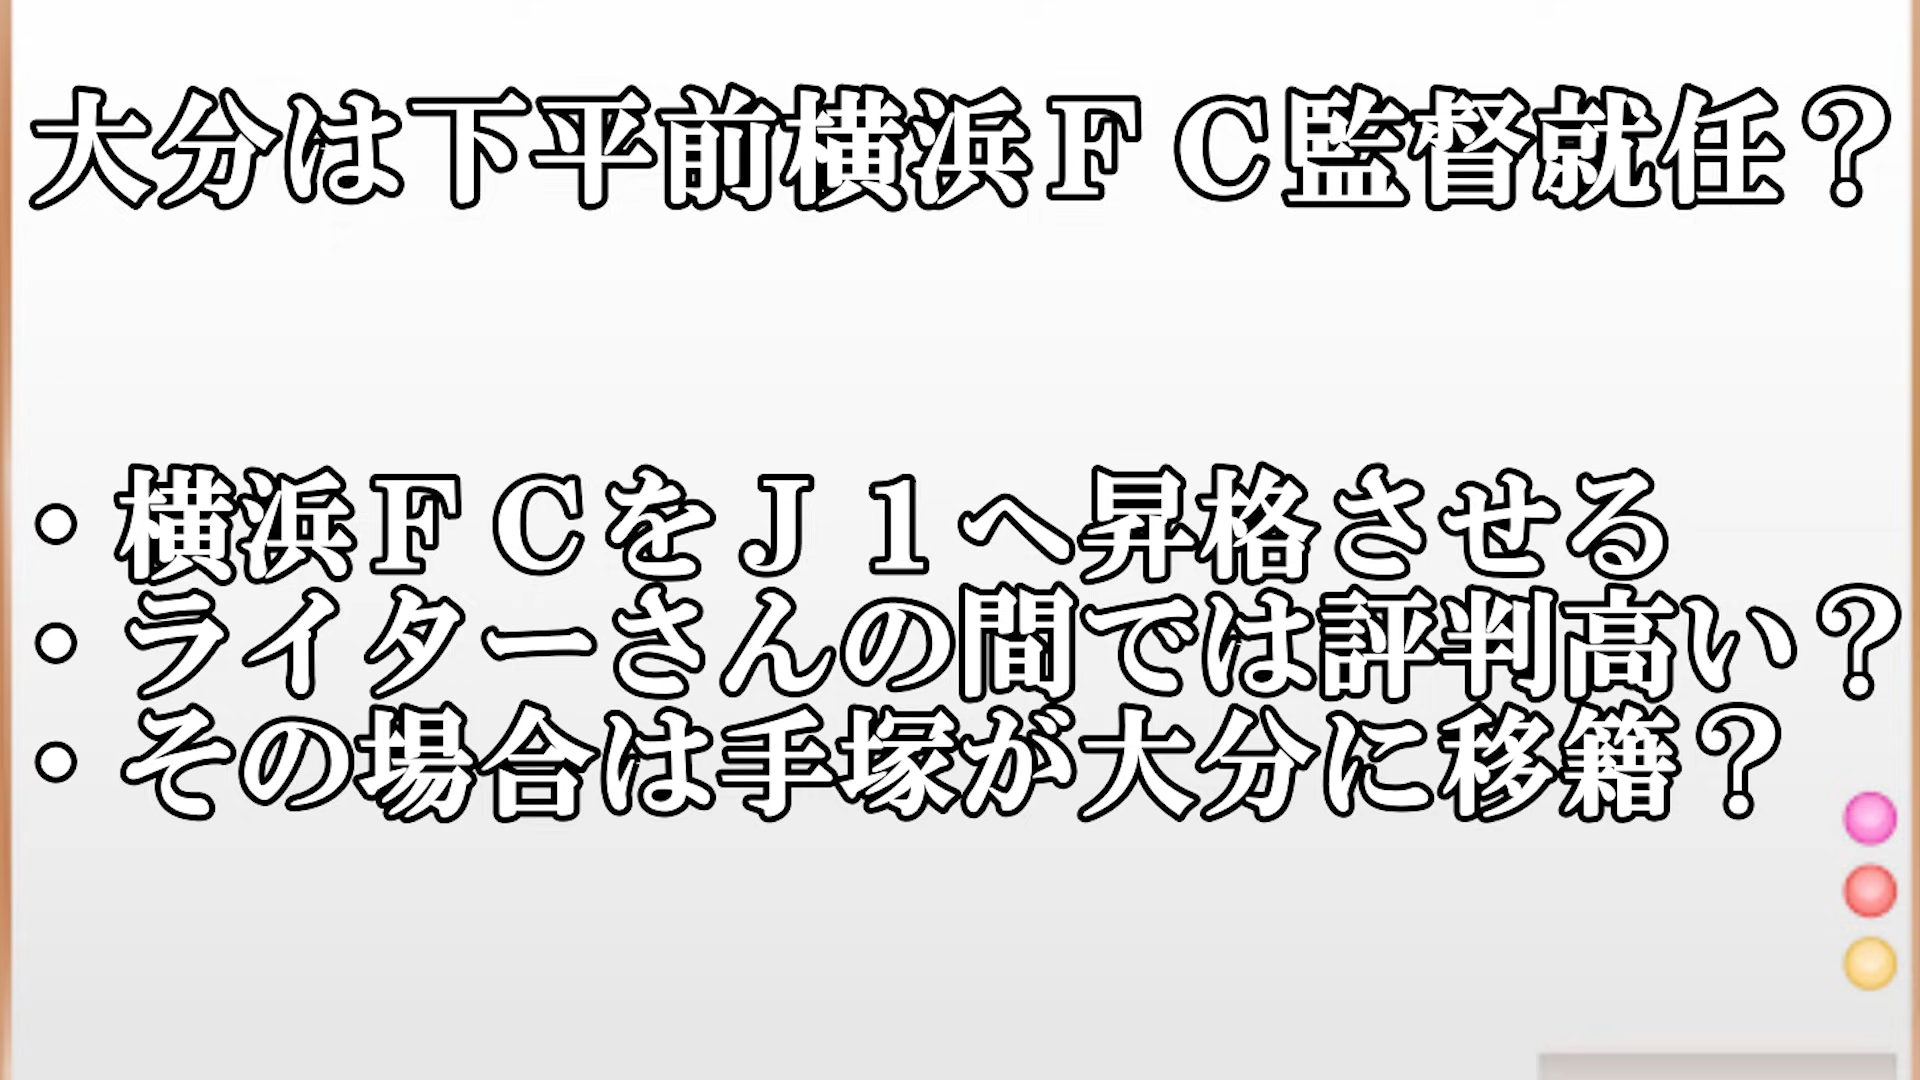 大分は下平前横浜ＦＣ監督就任？
・横浜ＦＣをＪ１へ昇格させる
・ライターさんの間では評判高い？
・その場合は手塚が大分に移籍？